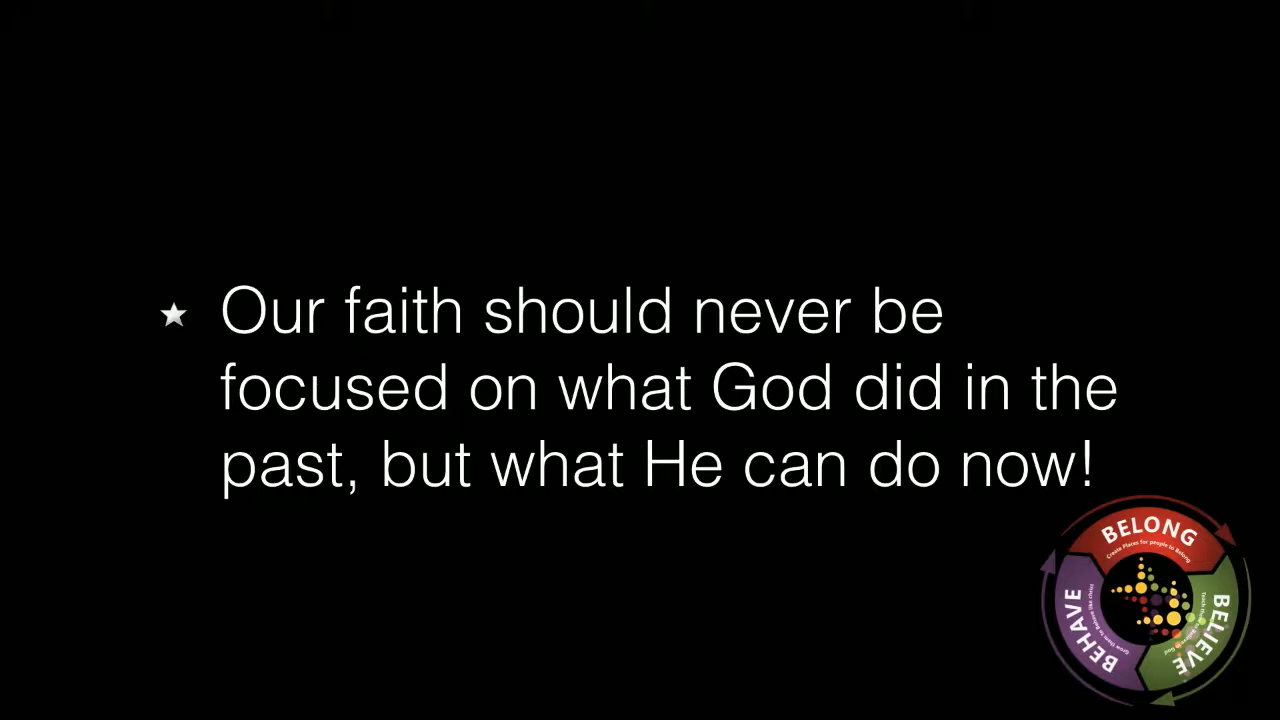 Our faith should never be
focused on what God did in the
past, but what He can do now!
BELONG
BELIEVE
BEHAVE